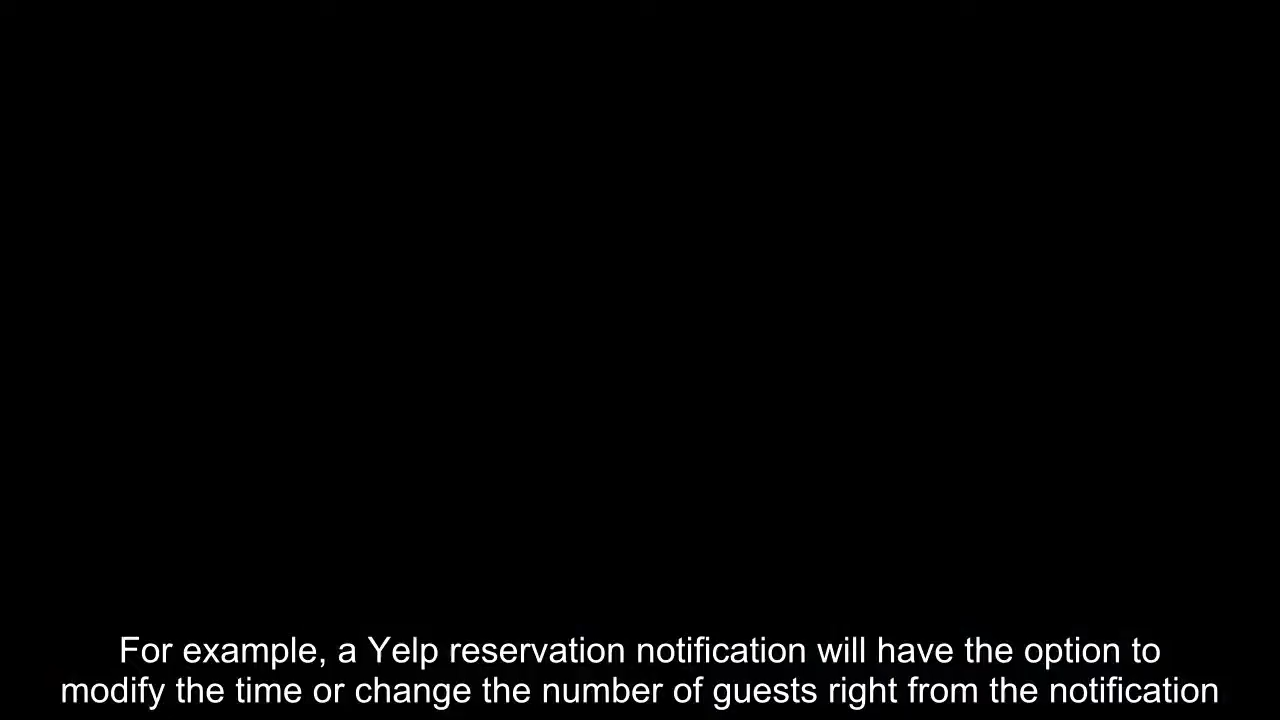 For example, a Yelp reservation notification will have the option to
modify the time or change the number of guests right from the notification